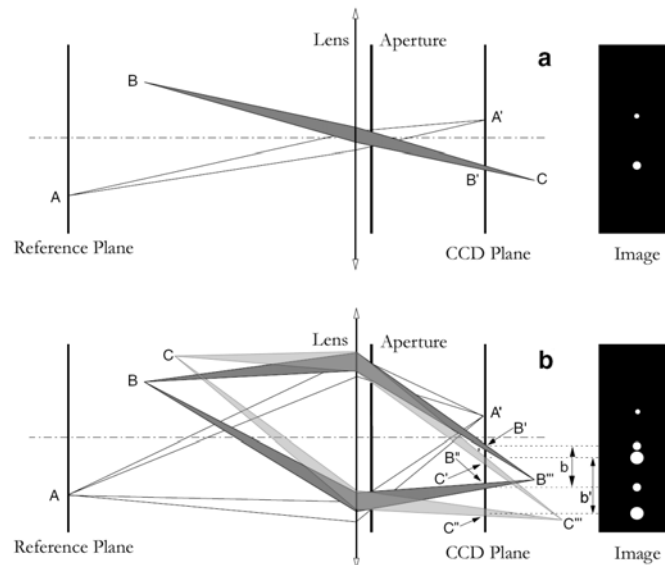 Lens Aperture
a
B
A'
A
B' C
Reference Plane CCD Plane Image
Lens Aperture
b
C
B
A'
B'
B" b
C' B'''
b'
A
C" C'''
Reference Plane CCD Plane Image